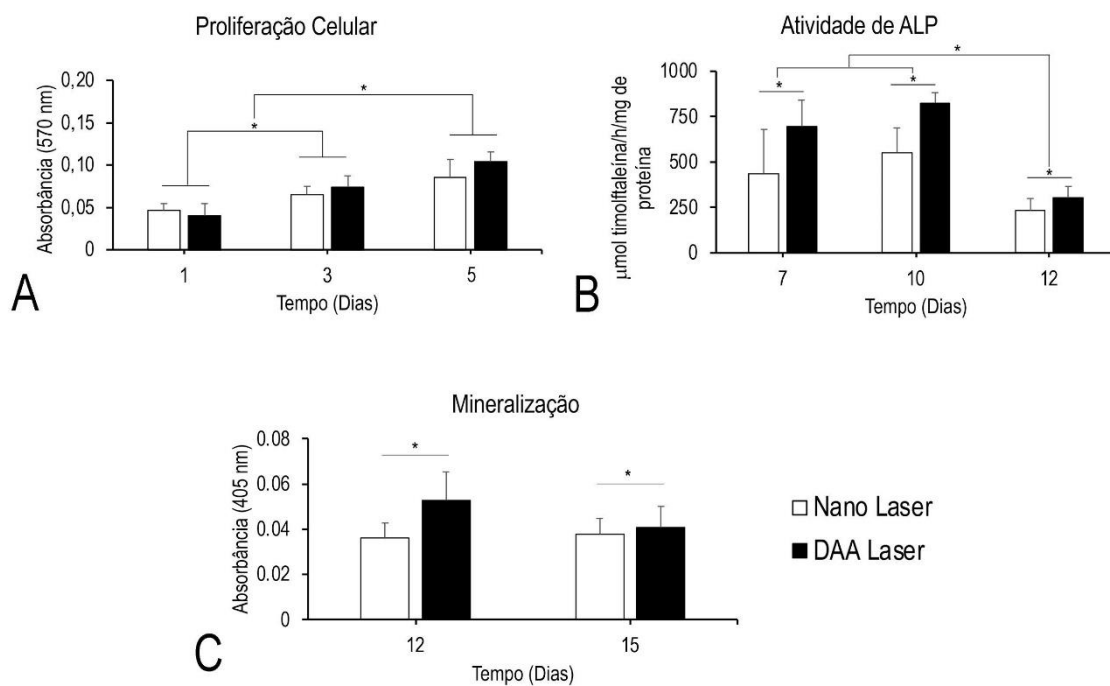 Proliferação Celular
Absorbância (570 nm)
0,20
0,15
0,10
0,05
0
*
*
1 3 5
Tempo (Dias)
A
Atividade de ALP
µmol timolftaleína/h/mg de
proteína
1000
750
500
250
0
*
*
*
*
7 10 12
Tempo (Dias)
B
Mineralização
Absorbância (405 nm)
0.08
0.06
0.04
0.02
0
*
*
12 15
Tempo (Dias)
C
Nano Laser
DAA Laser